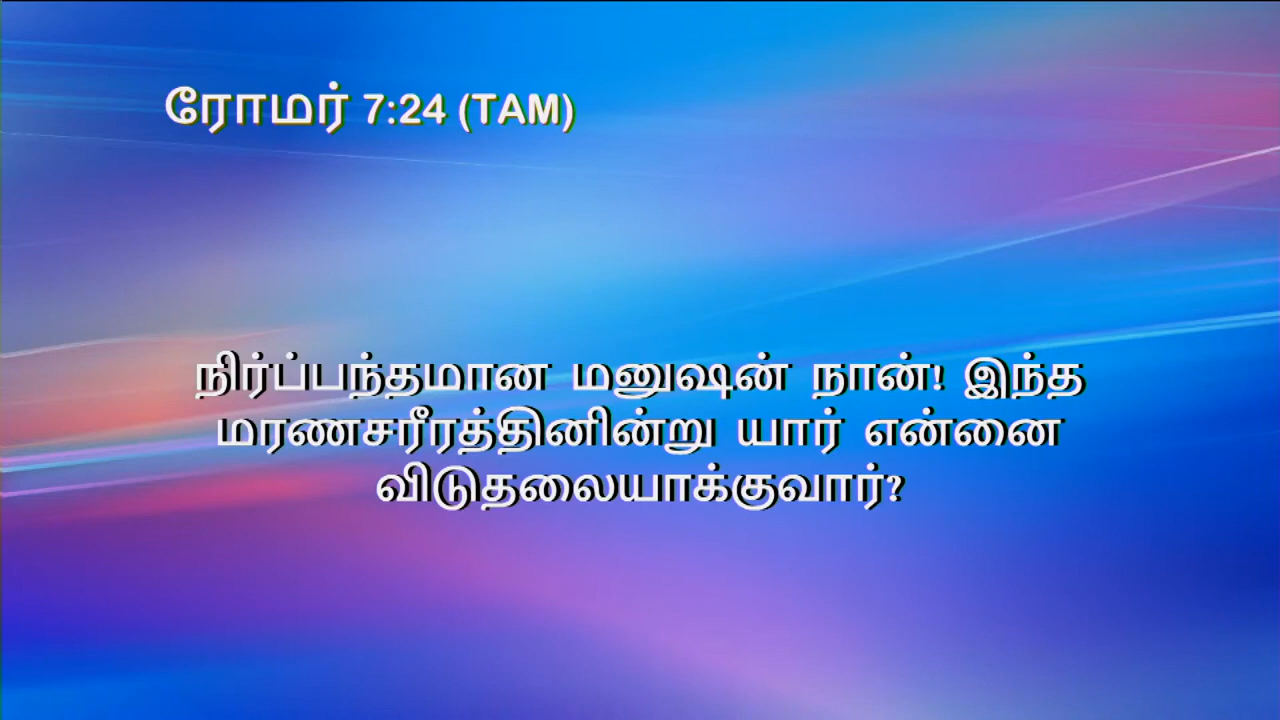 ரோமர் 7:24 (TAM)
நிர்ப்பந்தமான மனுஷன் நான்! இந்த
மரணசரீரத்தினின்று யார் என்னை
விடுதலையாக்குவார்?